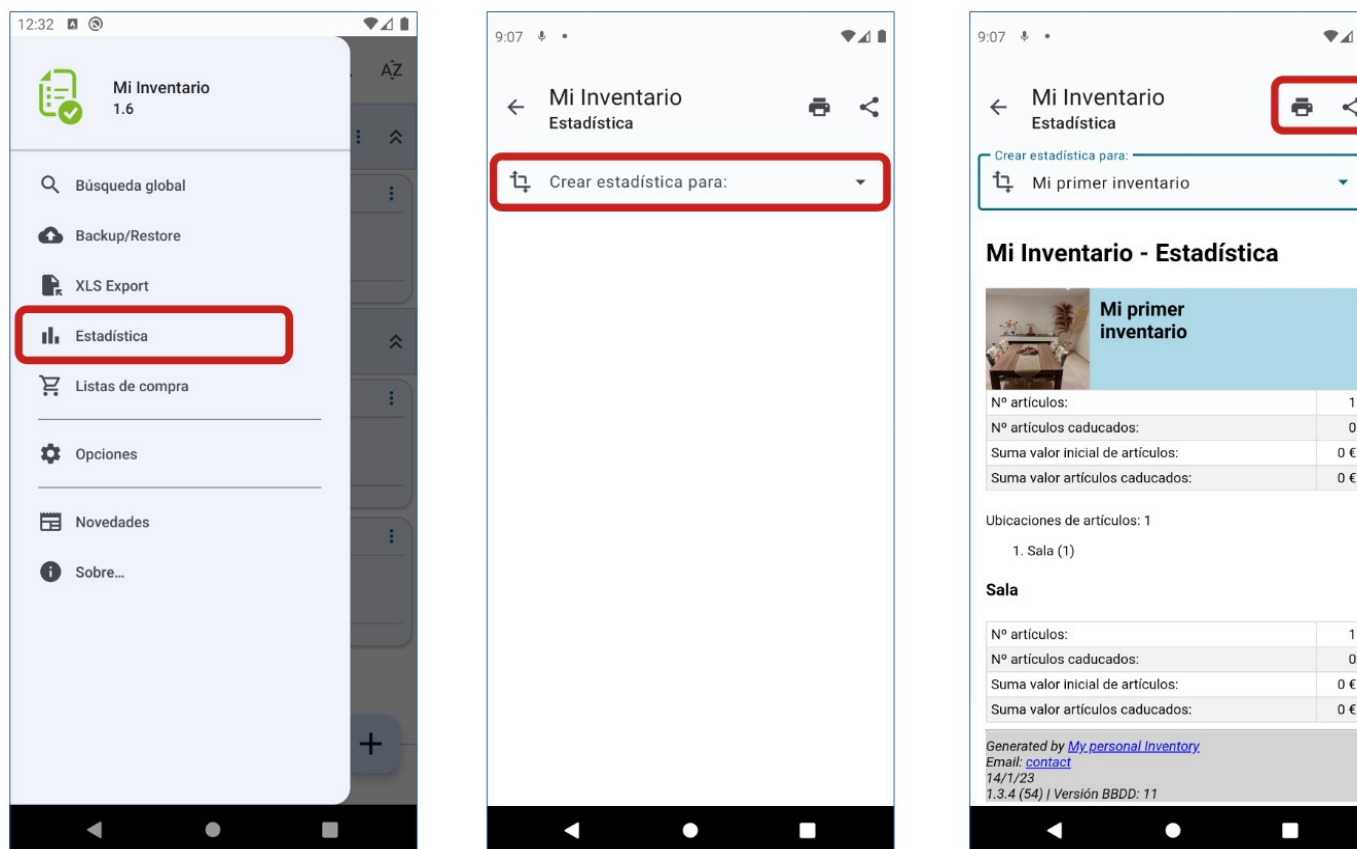 12:32
AZ
Mi Inventario
1.6
Búsqueda global
Backup/Restore
XLS Export
Estadística
Listas de compra
Opciones
Novedades
Sobre...
9:07
Mi Inventario
Estadística
Crear estadística para:
9:07
Mi Inventario
Estadística
Crear estadística para:
Mi primer inventario
Mi Inventario - Estadística
Mi primer
inventario
Nº artículos: 1
Nº artículos caducados: 0
Suma valor inicial de artículos: 0 €
Suma valor artículos caducados: 0 €
Ubicaciones de artículos: 1
1. Sala (1)
Sala
Nº artículos: 1
Nº artículos caducados: 0
Suma valor inicial de artículos: 0 €
Suma valor artículos caducados: 0 €
Generated by My personal Inventory
Email: contact
14/1/23
1.3.4 (54) | Versión BBDD: 11